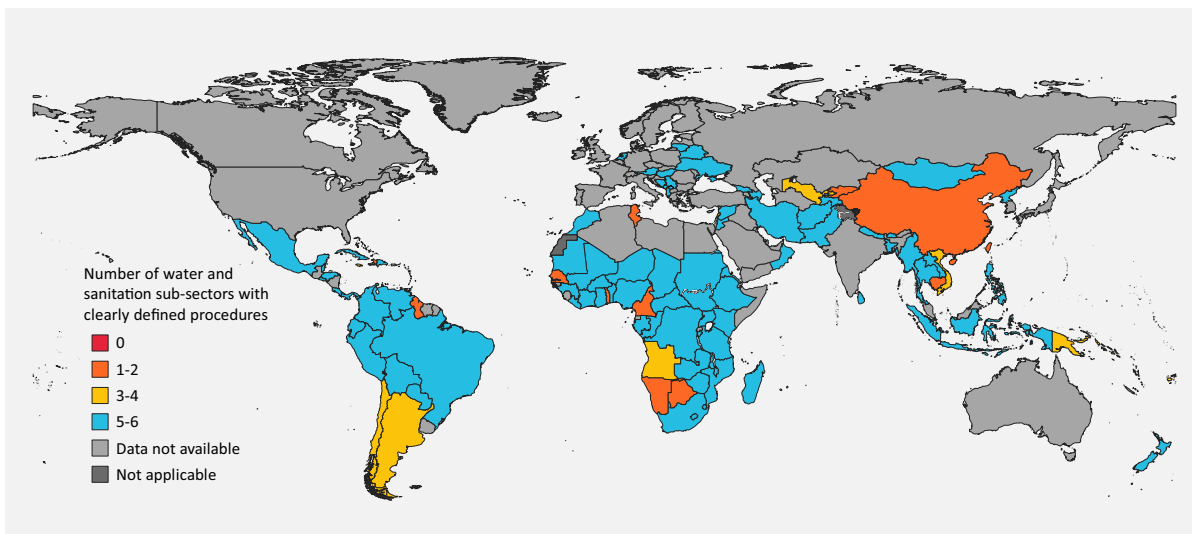 Number of water and
sanitation sub-sectors with
clearly defined procedures
0
1-2
3-4
5-6
Data not available
Not applicable